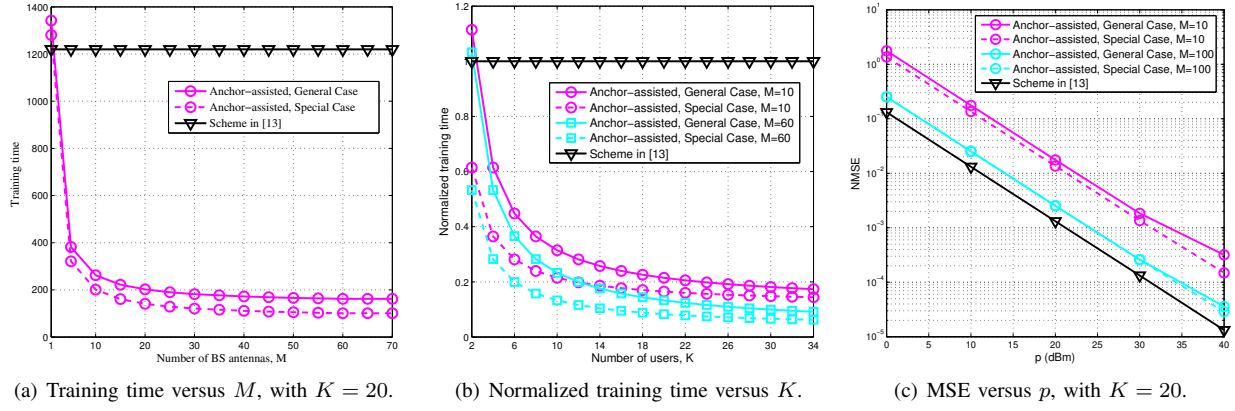 1400
1200
1000
800
600
400
200
0
1
10
20
30
40
50
60
70
Training time
Number of BS antennas, M
Anchor−assisted, General Case
Anchor−assisted, Special Case
Scheme in [13]
(a) Training time versus M, with K = 20.
1.2
1
0.8
0.6
0.4
0.2
0
2
6
10
14
18
22
26
30
34
Normalized training time
Number of users, K
Anchor−assisted, General Case, M=10
Anchor−assisted, Special Case, M=10
Anchor−assisted, General Case, M=60
Anchor−assisted, Special Case, M=60
Scheme in [13]
(b) Normalized training time versus K.
10^2
10^1
10^0
10^−1
10^−2
10^−3
10^−4
10^−5
0
5
10
15
20
25
30
35
40
NMSE
p (dBm)
Anchor−assisted, General Case, M=10
Anchor−assisted, Special Case, M=10
Anchor−assisted, General Case, M=100
Anchor−assisted, Special Case, M=100
Scheme in [13]
(c) MSE versus p, with K = 20.